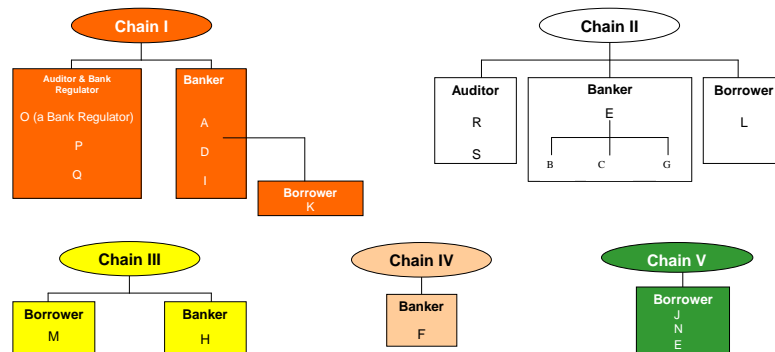 Chain I
Auditor & Bank
Regulator
O (a Bank Regulator)
P
Q
Banker
A
D
I
Borrower
K
Chain II
Auditor
R
S
Banker
E
B C G
Borrower
L
Chain III
Borrower
M
Banker
H
Chain IV
Banker
F
Chain V
Borrower
J
N
E